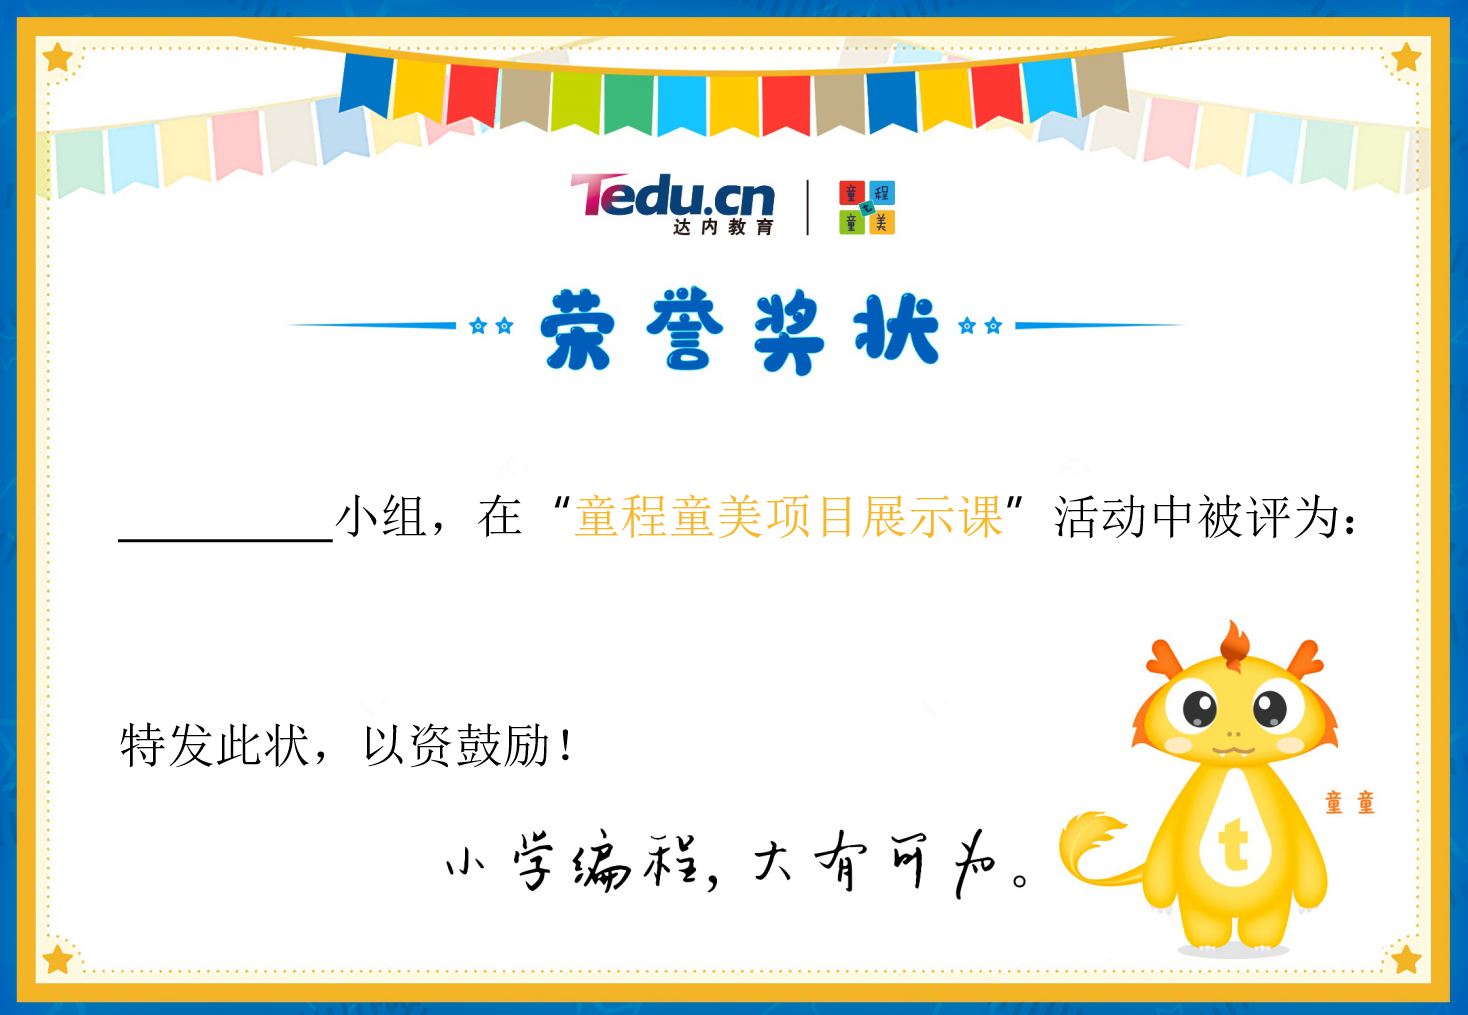 Tedu.cn
达内教育
童程
童美
荣誉奖状
________小组，在“童程童美项目展示课”活动中被评为：
特发此状，以资鼓励！
童童
t
小学编程，大有可为。